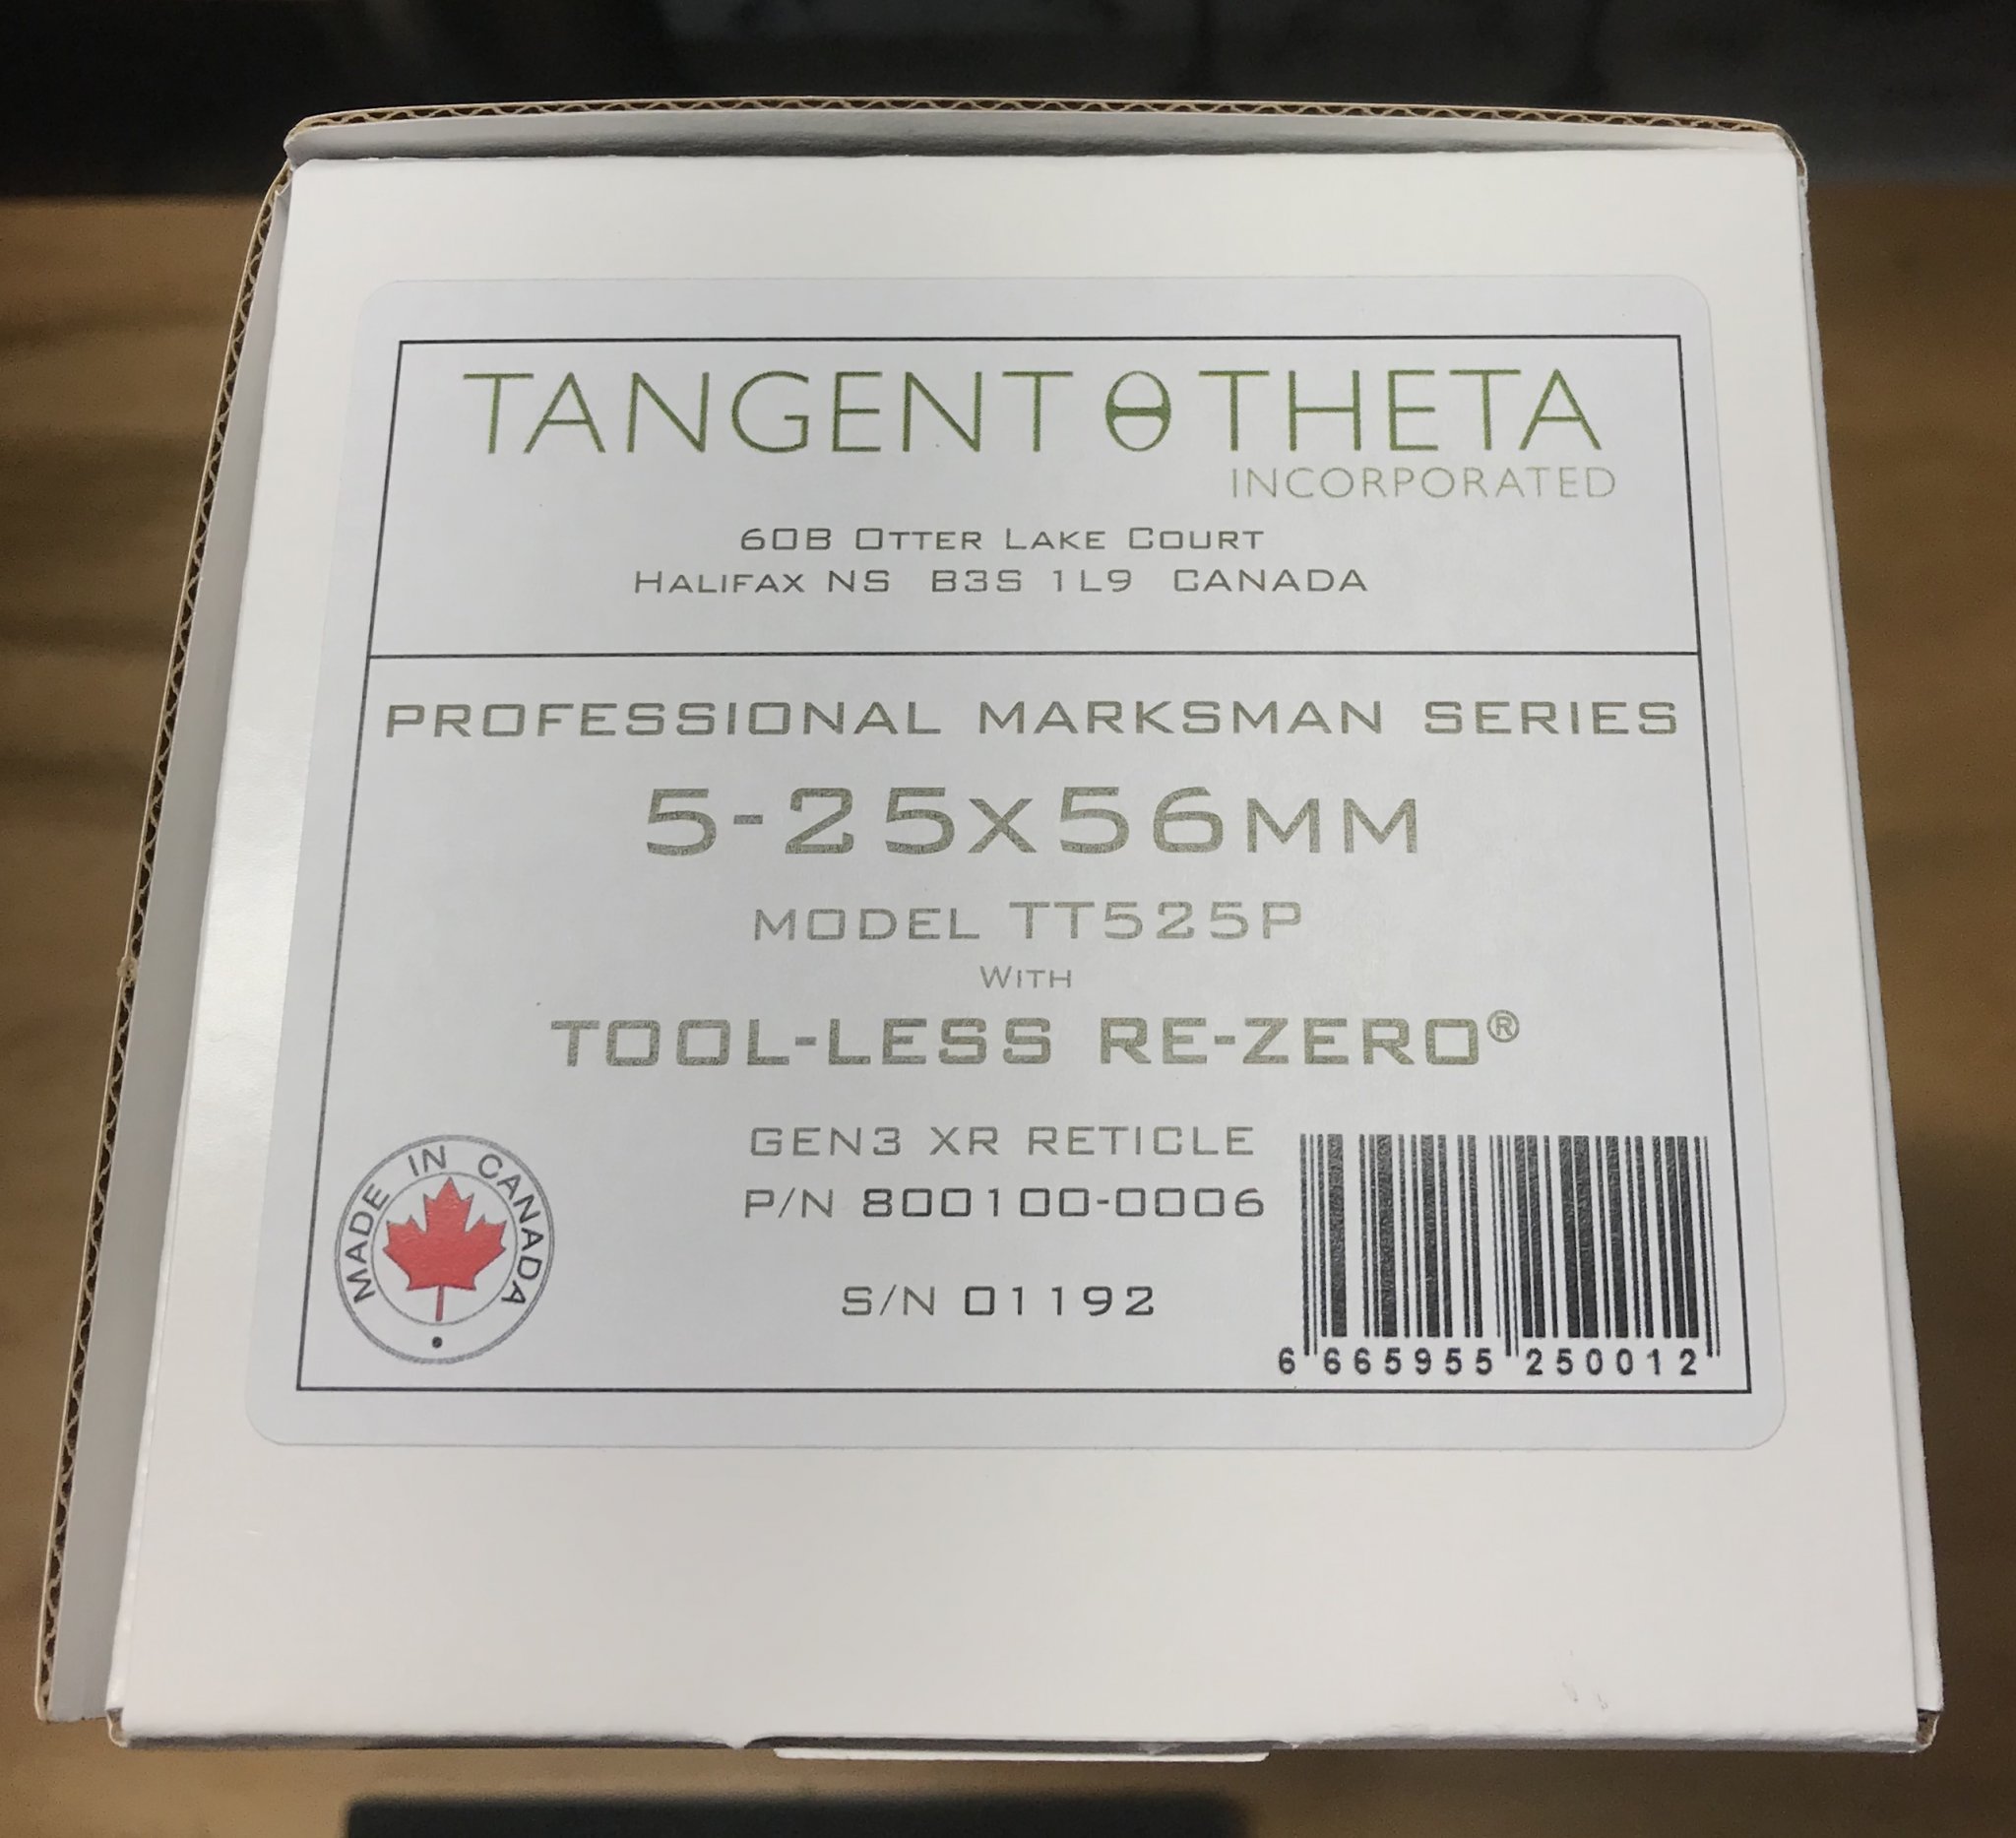 TANGENT θ THETA
INCORPORATED
60B OTTER LAKE COURT
HALIFAX NS B3S 1L9 CANADA
PROFESSIONAL MARKSMAN SERIES
5-25X56MM
MODEL TT525P
WITH
TOOL-LESS RE-ZERO®
GEN3 XR RETICLE
P/N 800100-0006
S/N 01192
MADE IN CANADA
6 665955 250012